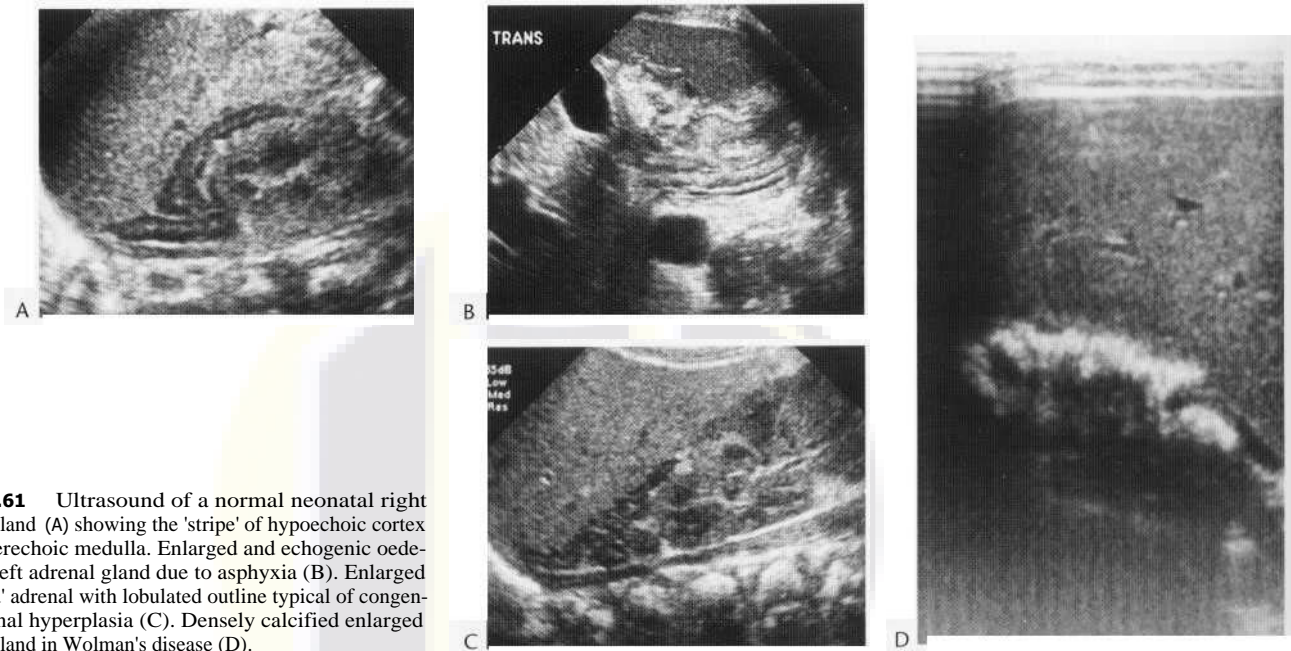 TRANS
A
B
55dB
Low
Med
Res
C
D
.61 Ultrasound of a normal neonatal right
land (A) showing the 'stripe' of hypoechoic cortex
erechoic medulla. Enlarged and echogenic oede-
eft adrenal gland due to asphyxia (B). Enlarged
' adrenal with lobulated outline typical of congen-
nal hyperplasia (C). Densely calcified enlarged
land in Wolman's disease (D).